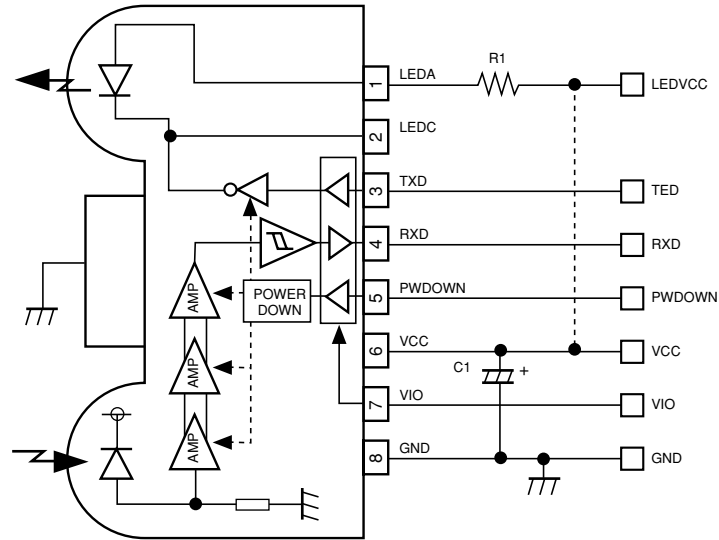 R1
1 LEDA LEDVCC
2 LEDC
3 TXD TED
4 RXD RXD
AMP
POWER
DOWN
5 PWDOWN PWDOWN
6 VCC VCC
AMP
C1 +
7 VIO VIO
AMP
8 GND GND